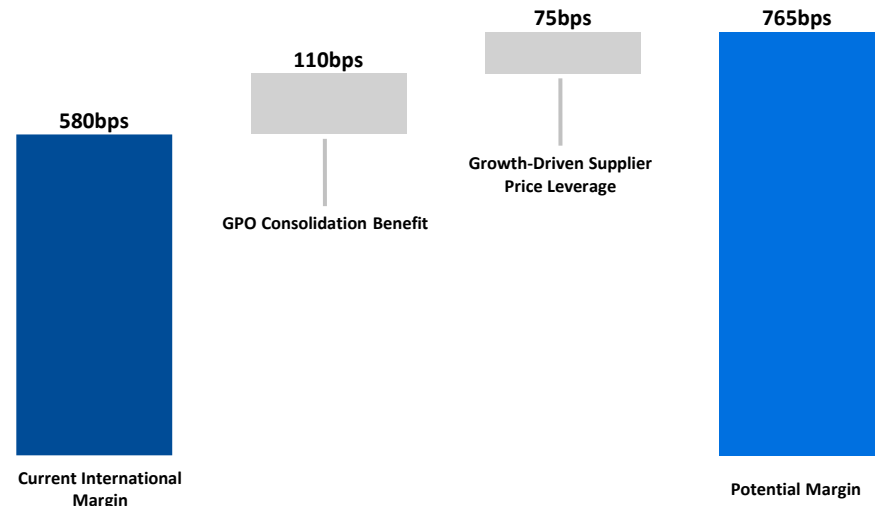 75bps
765bps
110bps
580bps
Growth-Driven Supplier
Price Leverage
GPO Consolidation Benefit
Current International
Margin
Potential Margin